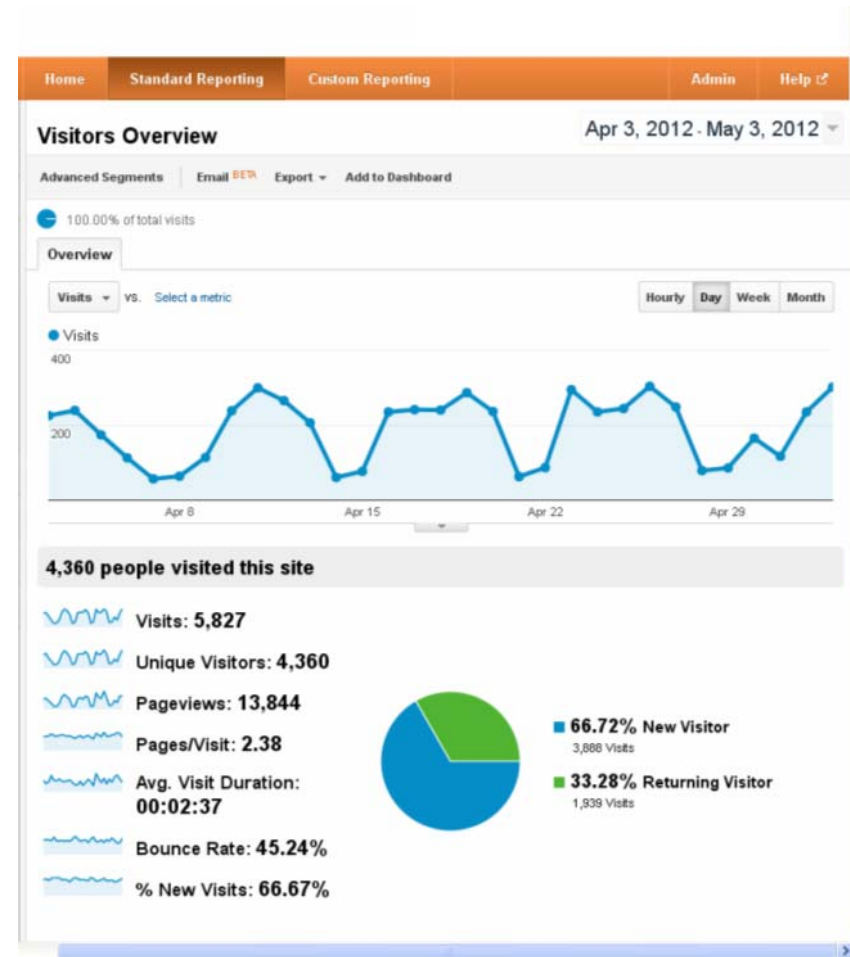 Home Standard Reporting Custom Reporting Admin Help
Visitors Overview Apr 3, 2012 - May 3, 2012
Advanced Segments Email BETA Export Add to Dashboard
100.00% of total visits
Overview
Visits VS. Select a metric Hourly Day Week Month
Visits
400
200
Apr 8 Apr 15 Apr 22 Apr 29
4,360 people visited this site
Visits: 5,827
Unique Visitors: 4,360
Pageviews: 13,844
Pages/Visit: 2.38
Avg. Visit Duration:
00:02:37
Bounce Rate: 45.24%
% New Visits: 66.67%
66.72% New Visitor
3,888 Visits
33.28% Returning Visitor
1,939 Visits